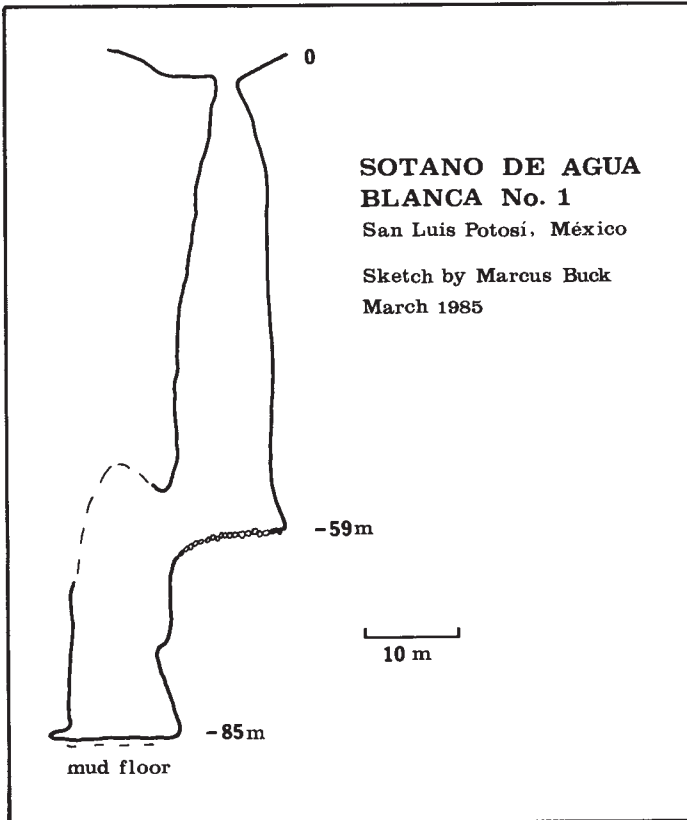 0
SOTANO DE AGUA
BLANCA No. 1
San Luis Potosí, México
Sketch by Marcus Buck
March 1985
-59m
10 m
-85m
mud floor